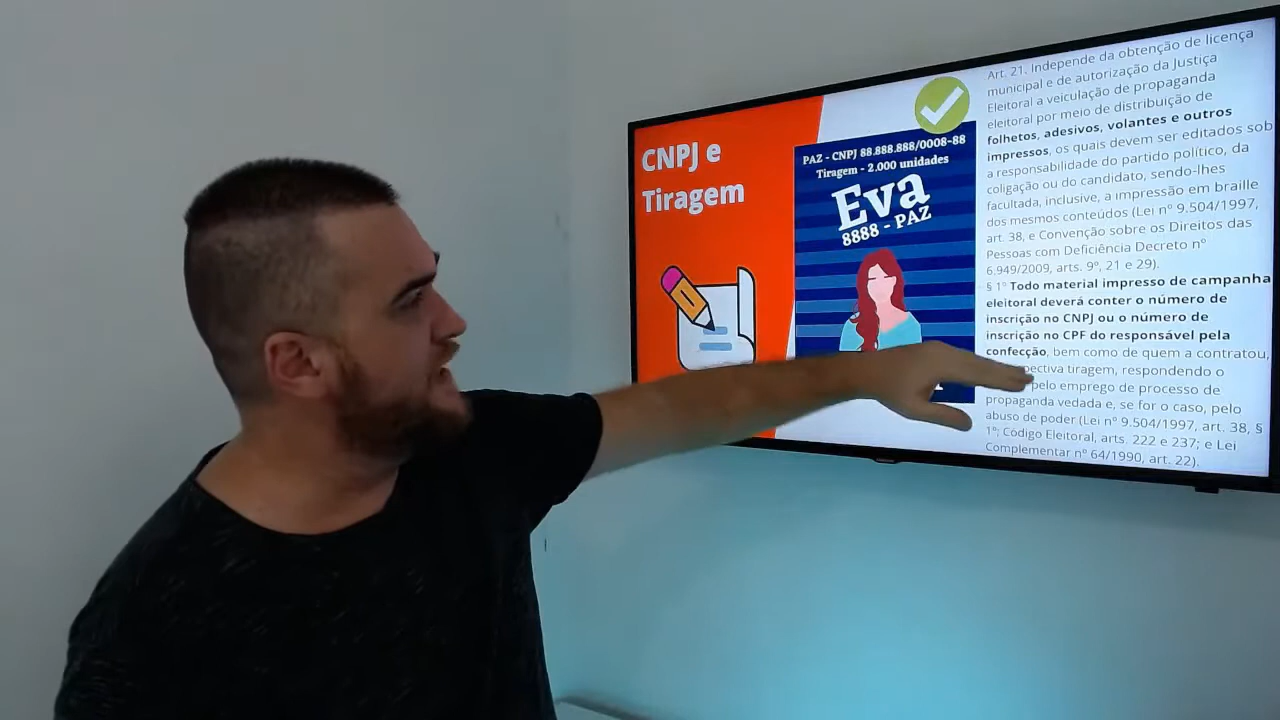 CNPJ e
Tiragem
PAZ - CNPJ 88.888.888/0008-88
Tiragem - 2.000 unidades
Eva
8888 - PAZ
Art. 21. Independe da obtenção de licença
municipal e de autorização da Justiça
Eleitoral a veiculação de propaganda
eleitoral por meio de distribuição de
folhetos, adesivos, volantes e outros
impressos, os quais devem ser editados sob
a responsabilidade do partido político, da
coligação ou do candidato, sendo-lhes
facultada, inclusive, a impressão em braille
dos mesmos conteúdos (Lei nº 9.504/1997,
art. 38, e Convenção sobre os Direitos das
Pessoas com Deficiência Decreto nº
6.949/2009, arts. 9º, 21 e 29).
§ 1º Todo material impresso de campanha
eleitoral deverá conter o número de
inscrição no CNPJ ou o número de
inscrição no CPF do responsável pela
confecção, bem como de quem a contratou,
tiragem, respondendo o
pelo emprego de processo de
propaganda vedada e, se for o caso, pelo
abuso de poder (Lei nº 9.504/1997, art. 38, §
1º; Código Eleitoral, arts. 222 e 237; e Lei
Complementar nº 64/1990, art. 22).